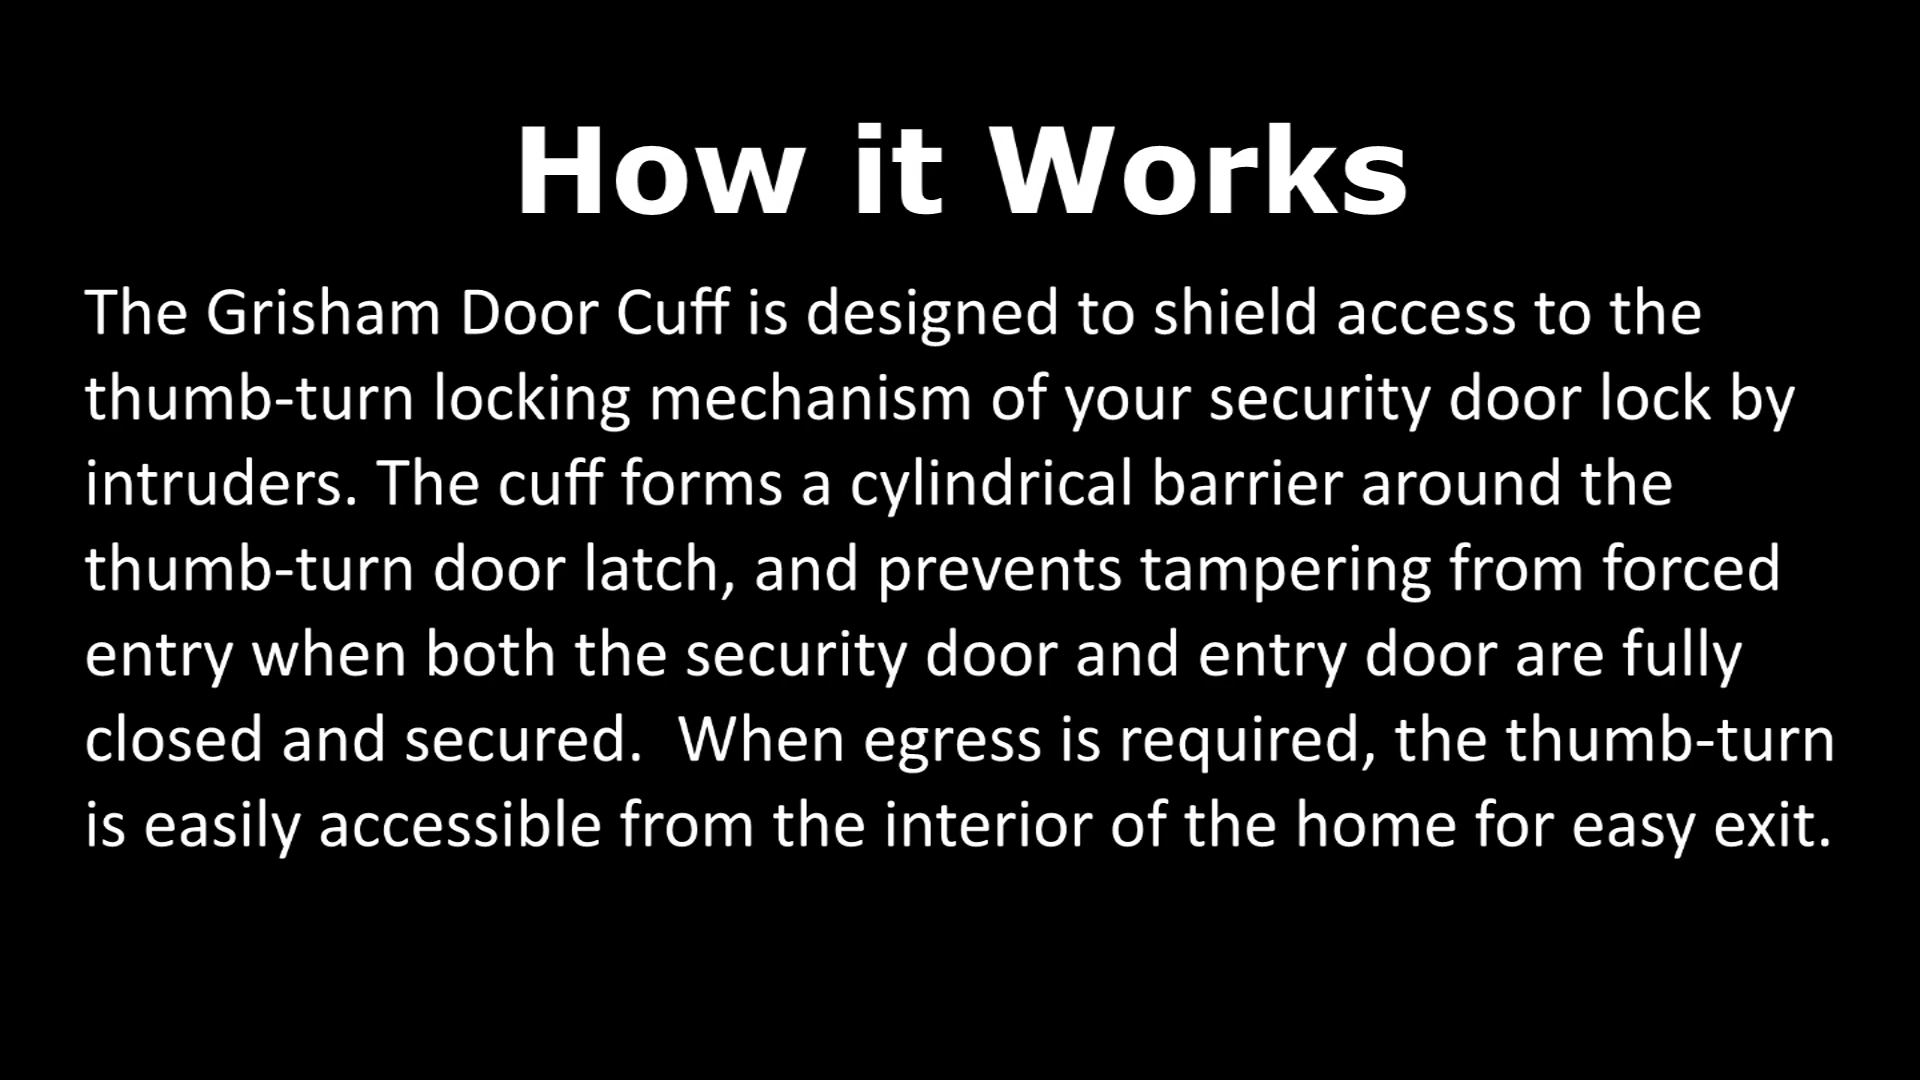 How it Works
The Grisham Door Cuff is designed to shield access to the
thumb-turn locking mechanism of your security door lock by
intruders. The cuff forms a cylindrical barrier around the
thumb-turn door latch, and prevents tampering from forced
entry when both the security door and entry door are fully
closed and secured.  When egress is required, the thumb-turn
is easily accessible from the interior of the home for easy exit.